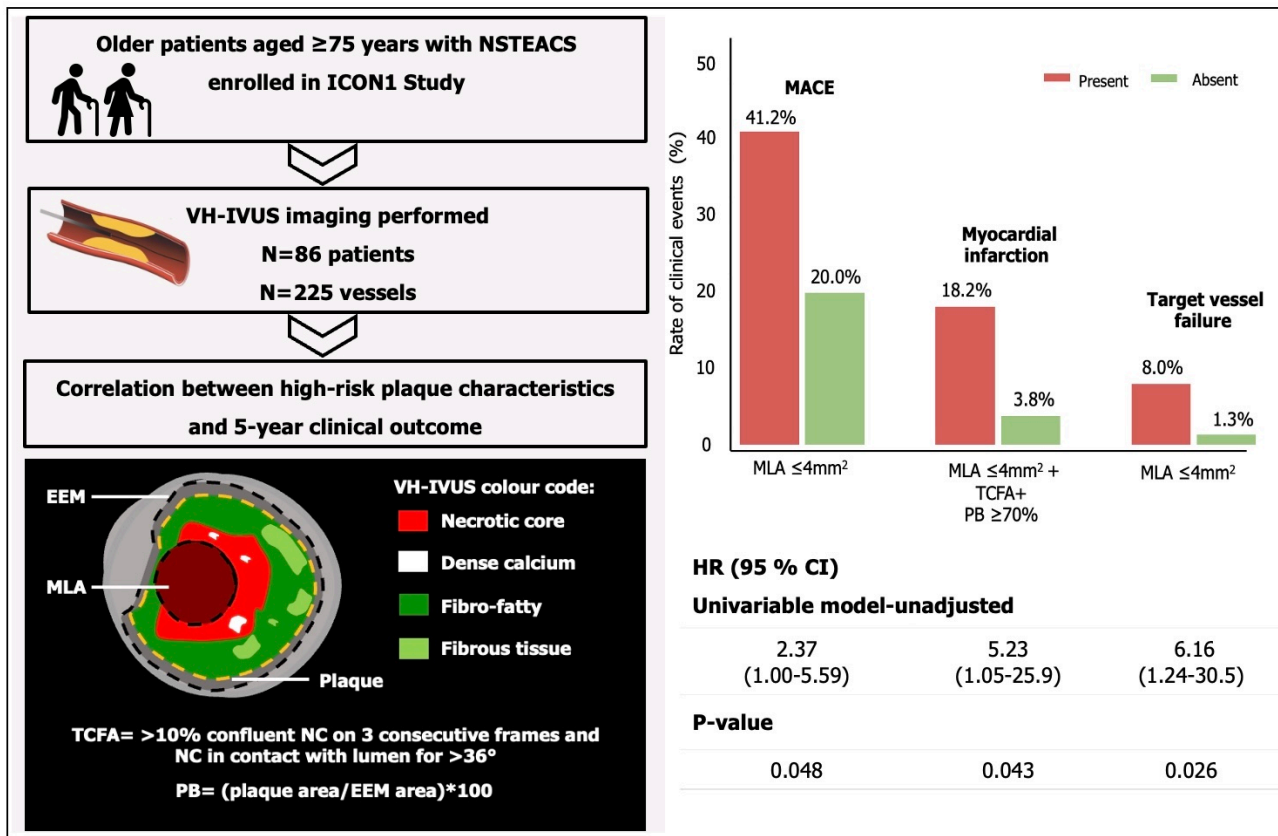 Older patients aged ≥75 years with NSTEACS
enrolled in ICON1 Study
VH-IVUS imaging performed
N=86 patients
N=225 vessels
Correlation between high-risk plaque characteristics
and 5-year clinical outcome
EEM
MLA
Plaque
VH-IVUS colour code:
Necrotic core
Dense calcium
Fibro-fatty
Fibrous tissue
TCFA= >10% confluent NC on 3 consecutive frames and
NC in contact with lumen for >36°
PB= (plaque area/EEM area)*100
Rate of clinical events (%)
50
40
30
20
10
0
Present
Absent
MACE
41.2%
20.0%
Myocardial
infarction
18.2%
3.8%
Target vessel
failure
8.0%
1.3%
MLA ≤4mm²
MLA ≤4mm² +
TCFA+
PB ≥70%
MLA ≤4mm²
HR (95 % CI)
Univariable model-unadjusted
2.37 5.23 6.16
(1.00-5.59) (1.05-25.9) (1.24-30.5)
P-value
0.048 0.043 0.026